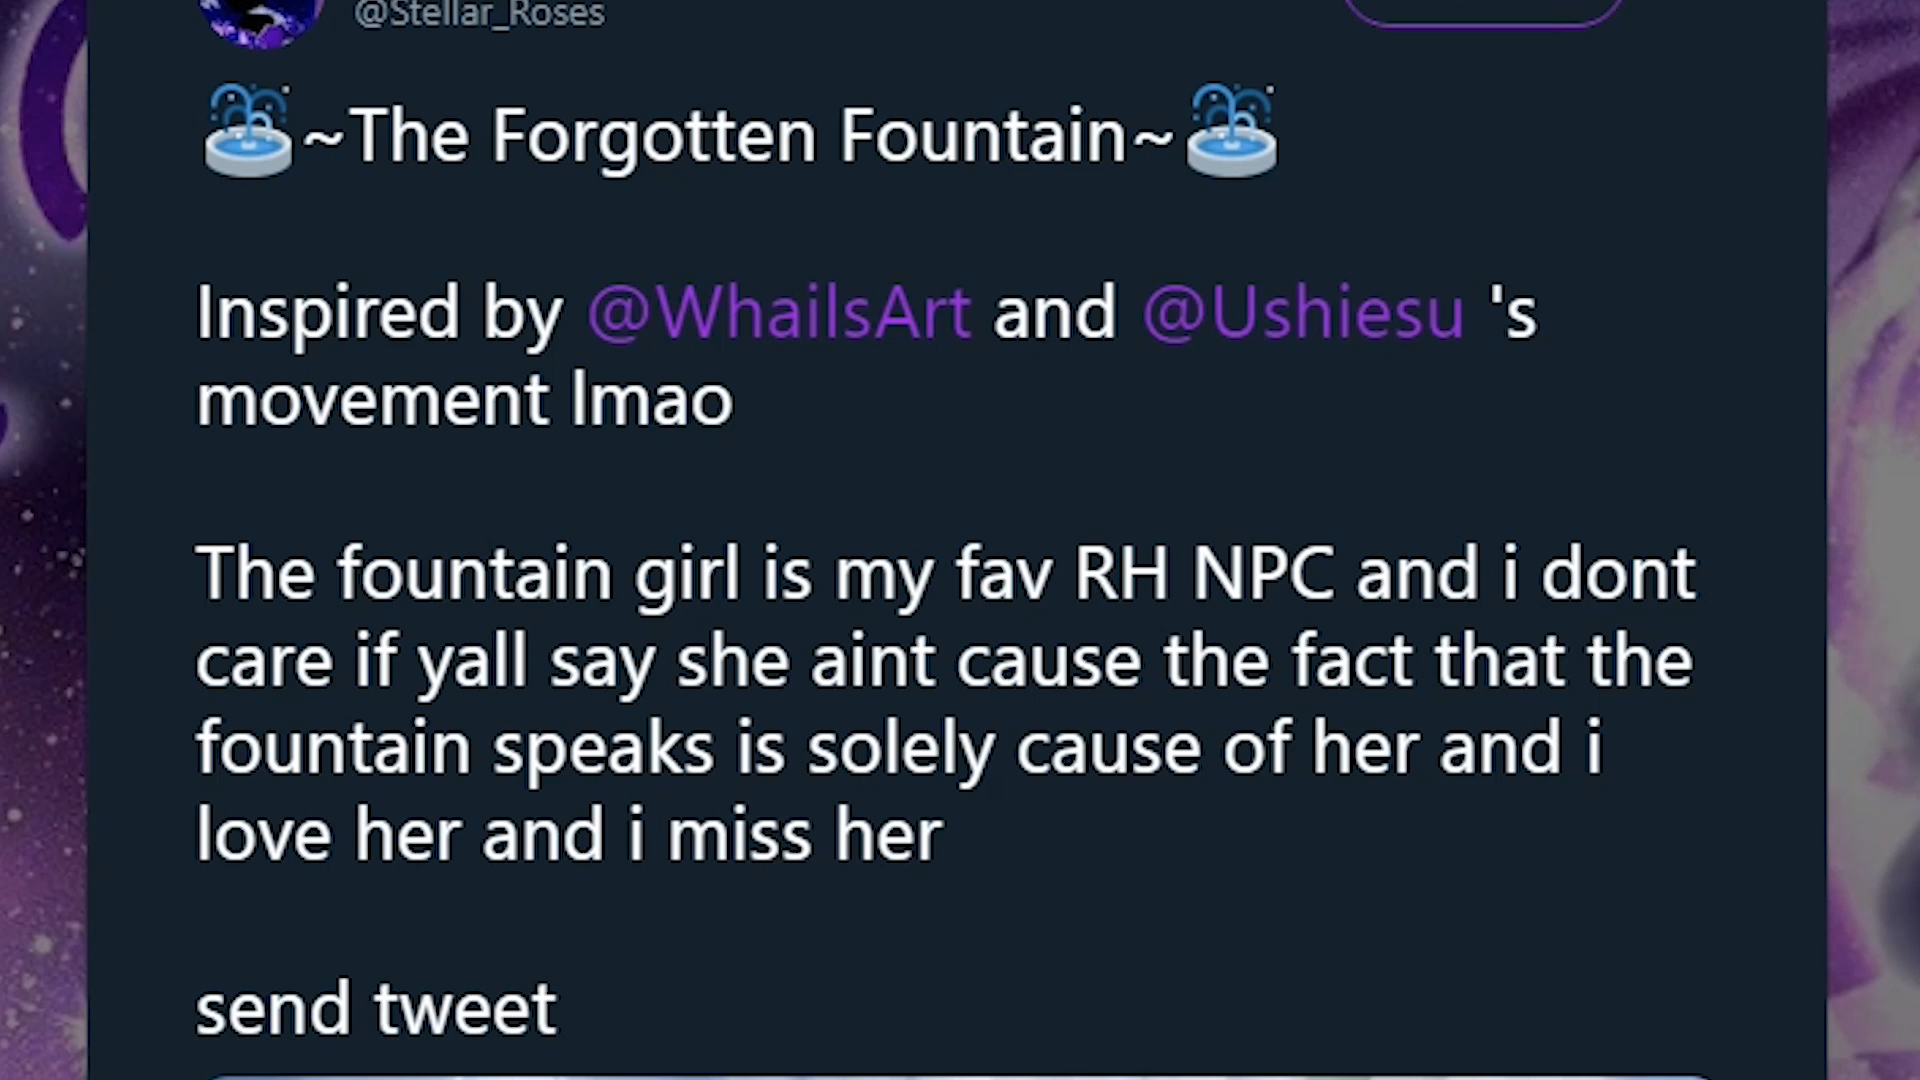 @Stellar_Roses
⛲~The Forgotten Fountain~⛲
Inspired by @WhailsArt and @Ushiesu 's
movement lmao
The fountain girl is my fav RH NPC and i dont
care if yall say she aint cause the fact that the
fountain speaks is solely cause of her and i
love her and i miss her
send tweet